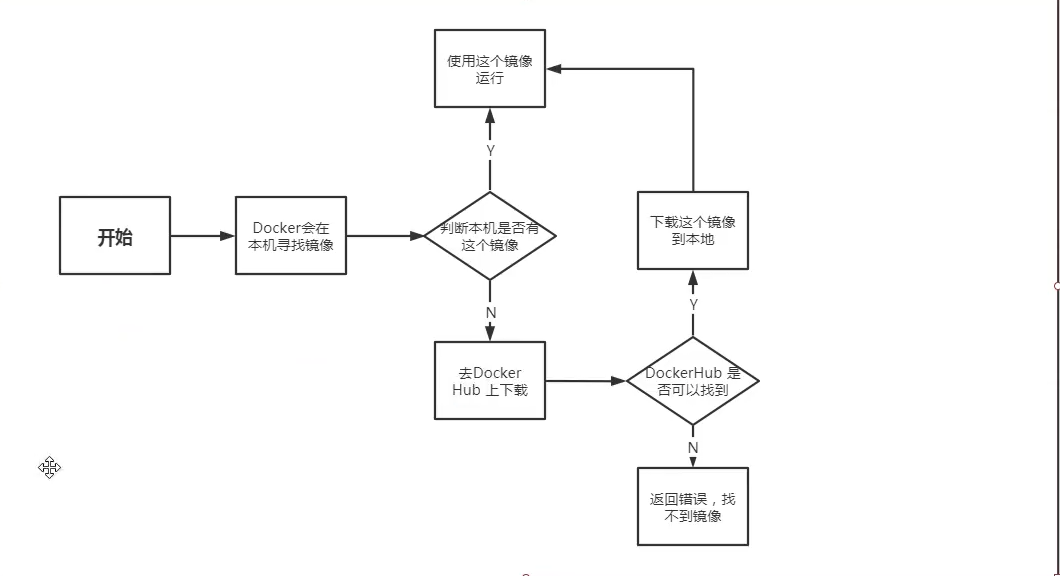 使用这个镜像
运行
Y
开始
Docker会在
本机寻找镜像
判断本机是否有
这个镜像
下载这个镜像
到本地
N
Y
去Docker
Hub 上下载
DockerHub 是
否可以找到
N
返回错误，找
不到镜像